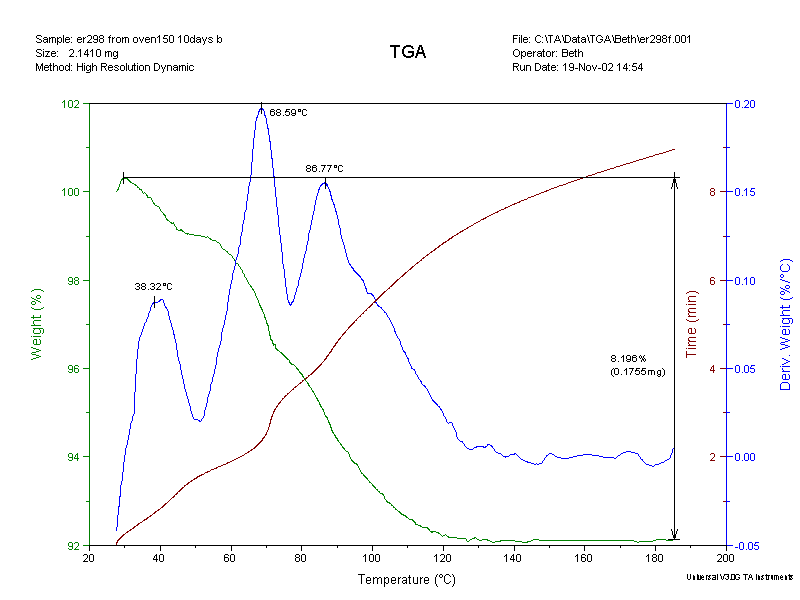 Sample: er298 from oven150 10days b
Size: 2.1410 mg
Method: High Resolution Dynamic
TGA
File: C:\TA\Data\TGA\Beth\er298f.001
Operator: Beth
Run Date: 19-Nov-02 14:54
102
100
98
96
94
92
Weight (%)
38.32°C
68.59°C
86.77°C
8.196%
(0.1755mg)
8
6
4
2
Time (min)
0.20
0.15
0.10
0.05
0.00
-0.05
Deriv. Weight (%/°C)
20 40 60 80 100 120 140 160 180 200
Temperature (°C)
Universal V3.0G TA Instruments